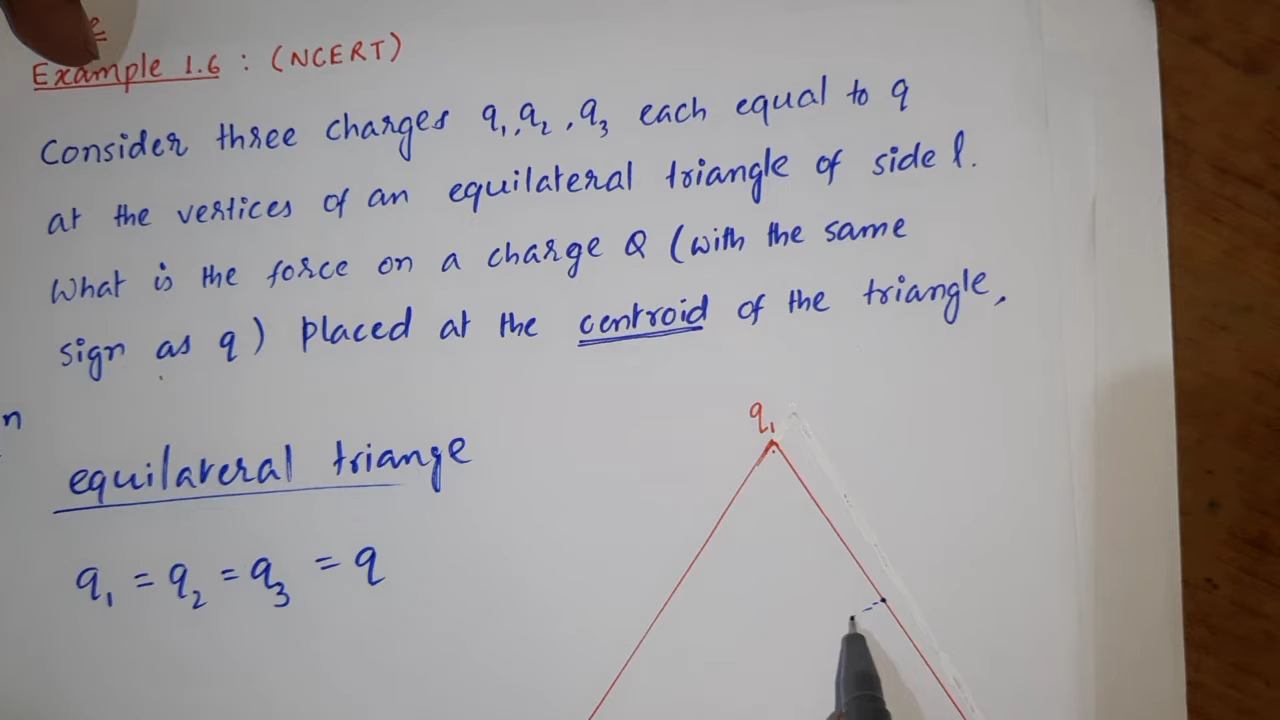 Example 1.6 : (NCERT)
Consider three charges q₁, q₂, q₃ each equal to q
at the vertices of an equilateral triangle of side l.
What is the force on a charge Q (with the same
sign as q) placed at the centroid of the triangle,
n
equilateral triange
q₁ = q₂ = q₃ = q
q₁